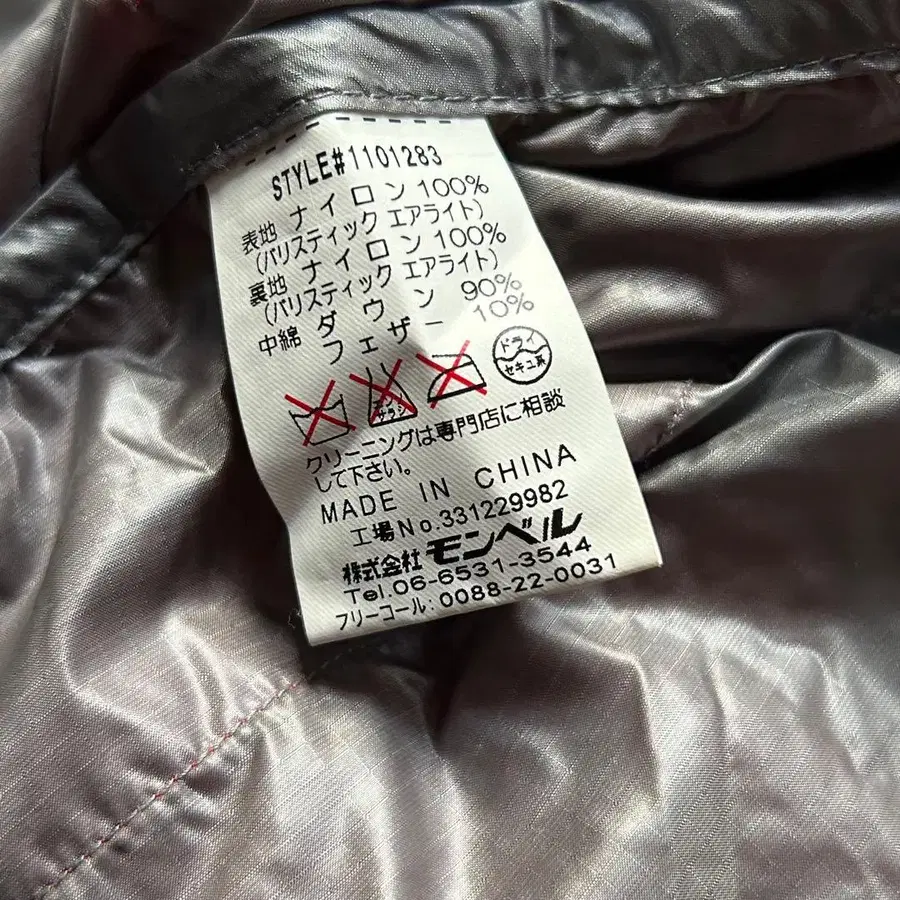 STYLE#1101283
表地 ナイロン 100%
(バリスティック エアライト)
裏地 ナイロン 100%
(バリスティック エアライト)
中綿 ダウン 90%
フェザー 10%
ドライ
セキユ系
サラシ
クリーニングは専門店に相談
して下さい。
MADE IN CHINA
工場No.331229982
株式会社 モンベル
Tel.06-6531-3544
フリーコール: 0088-22-0031